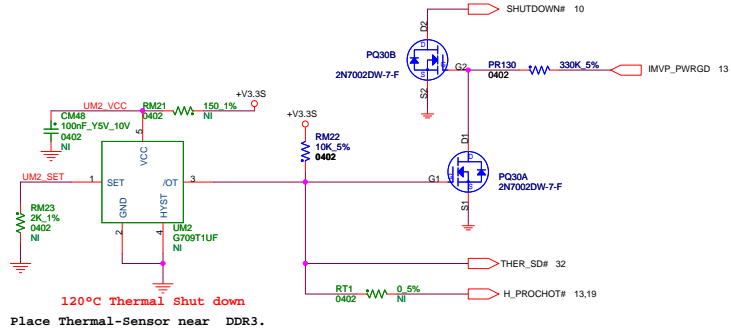 SHUTDOWN# 10
D2
PQ30B
D
G2
S
2N7002DW-7-F
S2
PR130
0402
330K_5%
IMVP_PWRGD 13
+V3.3S
UM2_VCC
RM21
0402
150_1%
NI
CM48
100nF_Y5V_10V
0402
NI
+V3.3S
RM22
10K_5%
0402
5
VCC
UM2_SET
1
SET
/OT
3
GND
HYST
2
4
UM2
G709T1UF
NI
RM23
2K_1%
0402
NI
D1
D
G1
S
S1
PQ30A
2N7002DW-7-F
THER_SD# 32
RT1
0402
0_5%
NI
H_PROCHOT# 13,19
120°C Thermal Shut down
Place Thermal-Sensor near DDR3.